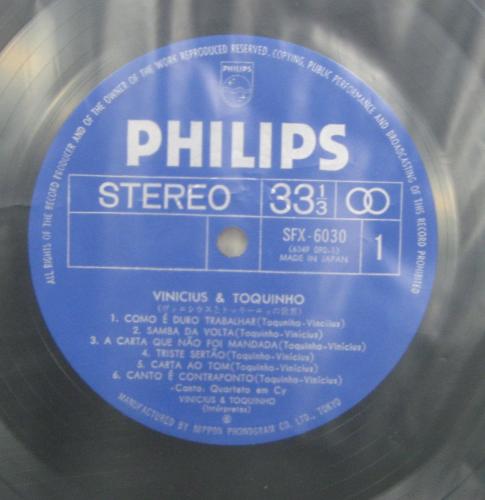 ALL RIGHTS OF THE RECORD PRODUCER AND OF THE OWNER OF THE WORK REPRODUCED RESERVED. COPYING, PUBLIC PERFORMANCE AND BROADCASTING OF THIS RECORD PROHIBITED
PHILIPS
PHILIPS
STEREO 33 1/3
SFX-6030 1
MADE IN JAPAN
VINICIUS & TOQUINHO
1. COMO É DURO TRABALHAR (Toquinho-Vinicius)
2. SAMBA DA VOLTA (Toquinho-Vinicius)
3. A CARTA QUE NÃO FOI MANDADA (Toquinho-Vinicius)
4. TRISTE SERTÃO (Toquinho-Vinicius)
5. CARTA AO TOM (Toquinho-Vinicius)
6. CANTO É CONTRAPONTO (Toquinho-Vinicius)
-Canto: Quarteto em Cy
VINICIUS & TOQUINHO
(Intérpretes)
Ⓟ
MANUFACTURED BY NIPPON PHONOGRAM CO., LTD., TOKYO